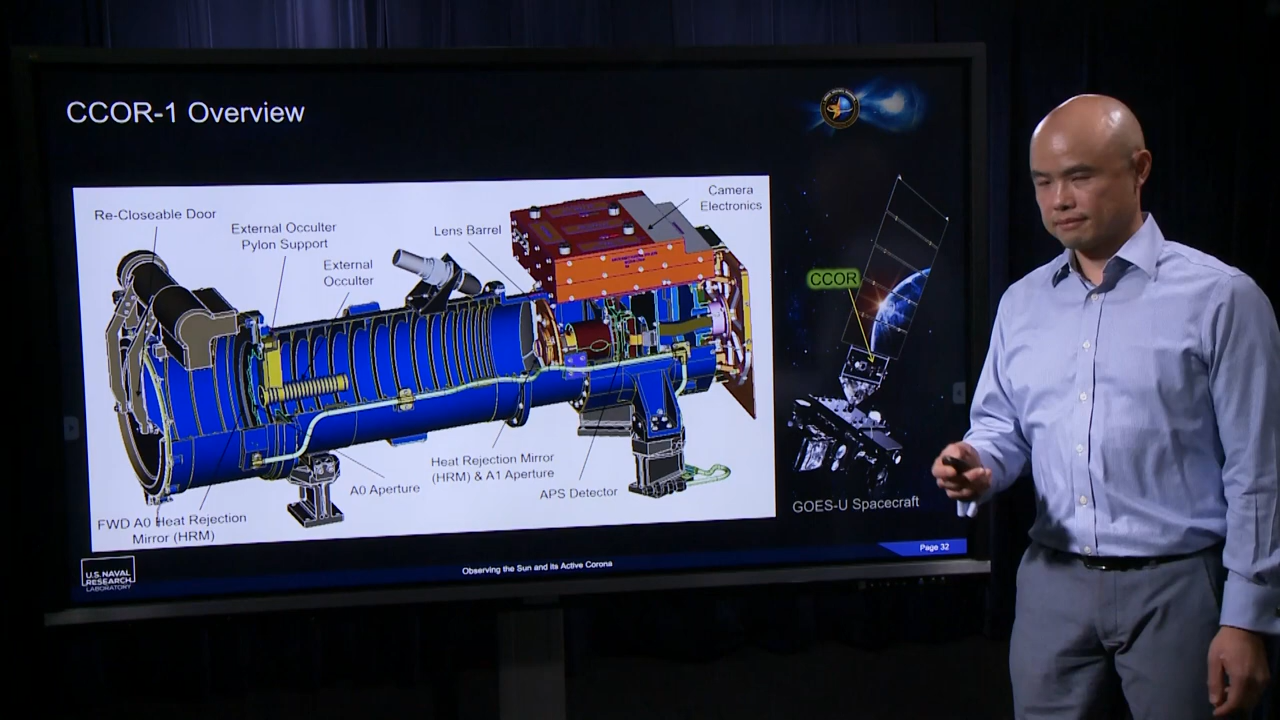 CCOR-1 Overview
Re-Closeable Door
External Occulter
Pylon Support
External
Occulter
Lens Barrel
Camera
Electronics
CCOR
A0 Aperture
Heat Rejection Mirror
(HRM) & A1 Aperture
APS Detector
FWD A0 Heat Rejection
Mirror (HRM)
GOES-U Spacecraft
U.S. NAVAL
RESEARCH
LABORATORY
Observing the Sun and its Active Corona
Page 32